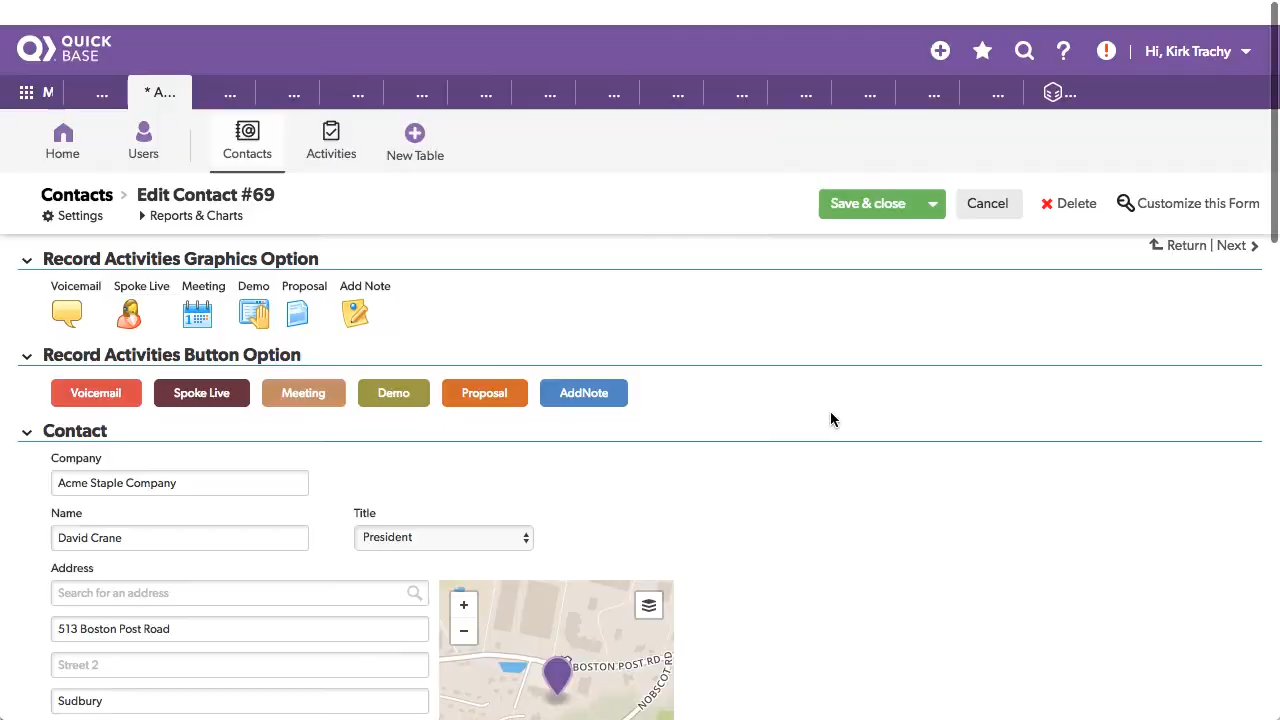 QUICK
BASE
Hi, Kirk Trachy
M ... * A... ... ... ... ... ... ... ... ... ... ... ... ... ... ...
Home Users Contacts Activities New Table
Contacts > Edit Contact #69
Settings Reports & Charts
Save & close Cancel Delete Customize this Form
Return | Next
Record Activities Graphics Option
Voicemail Spoke Live Meeting Demo Proposal Add Note
1
Record Activities Button Option
Voicemail Spoke Live Meeting Demo Proposal AddNote
Contact
Company
Acme Staple Company
Name Title
David Crane President
Address
Search for an address
513 Boston Post Road
Street 2
Sudbury
+
−
BOSTON POST RD
NOBSCOT RD